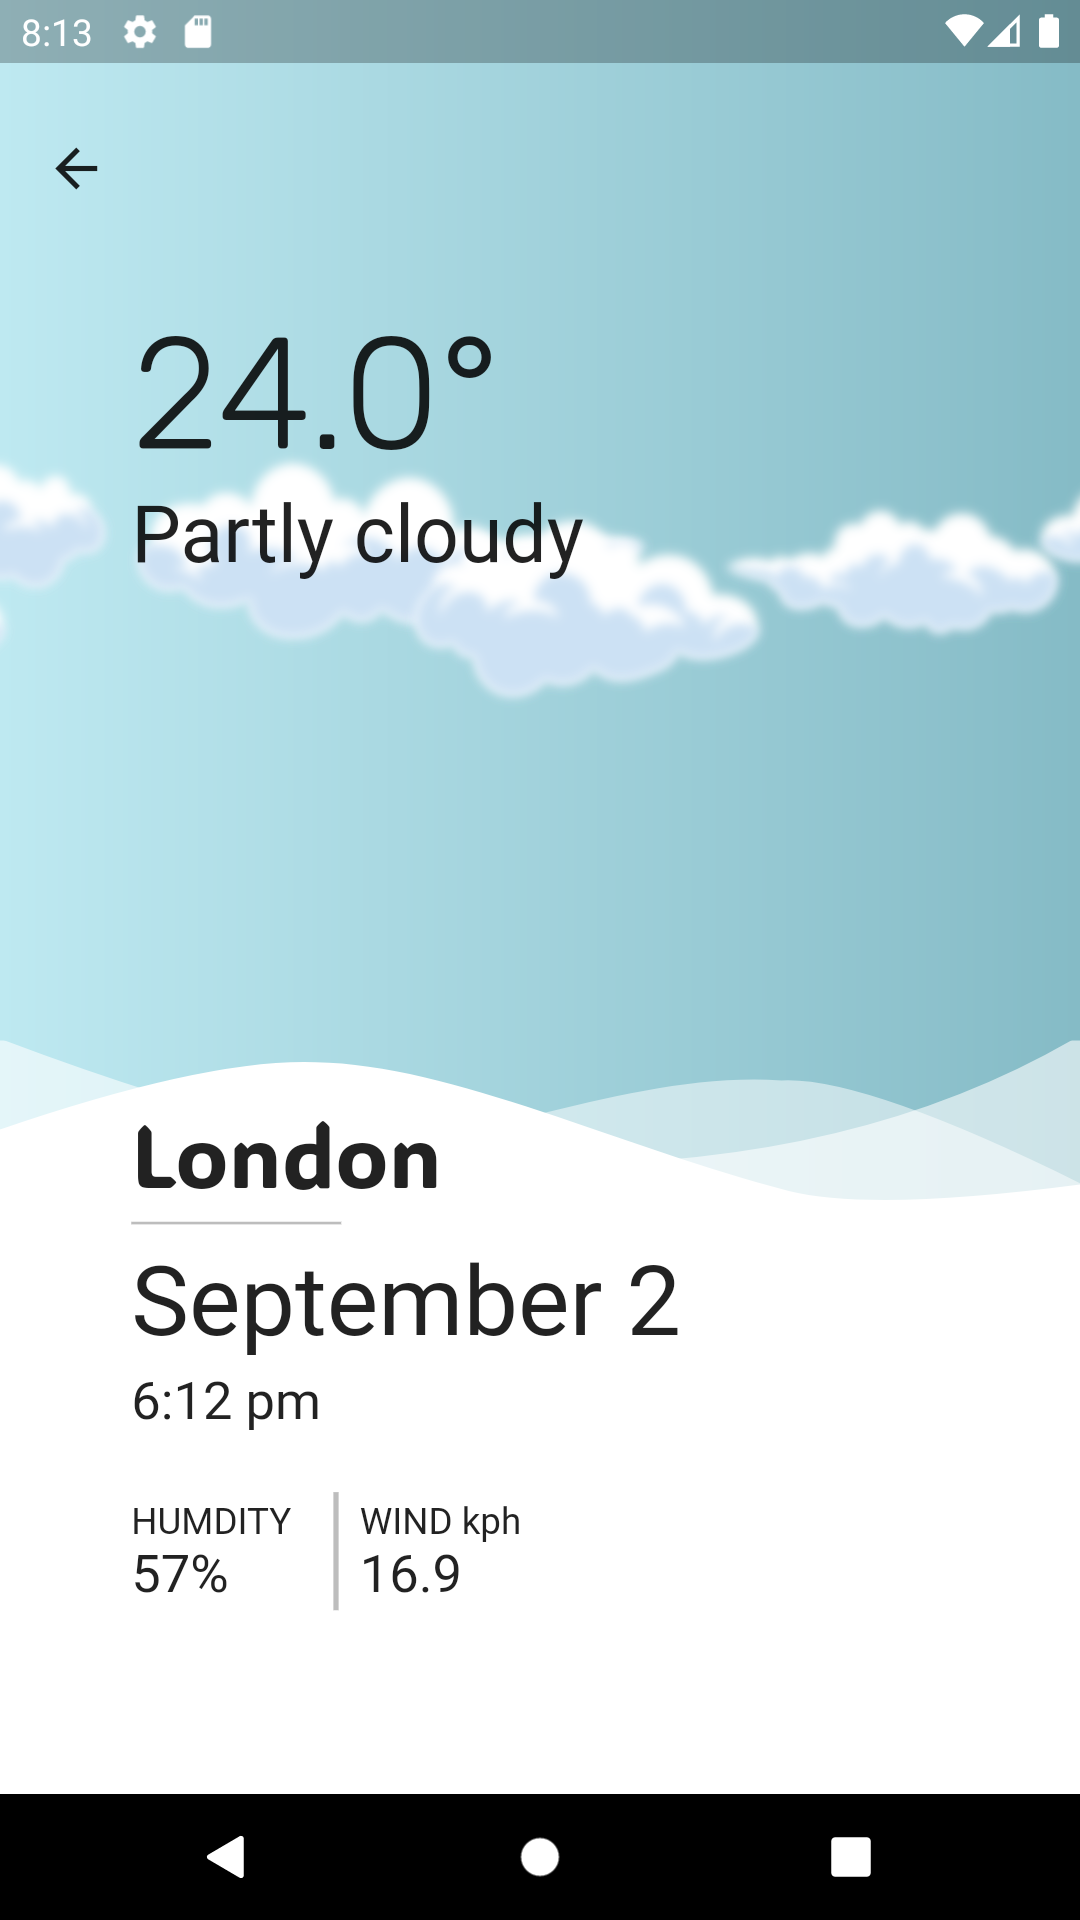 8:13
24.0°
Partly cloudy
London
September 2
6:12 pm
HUMDITY WIND kph
57% 16.9